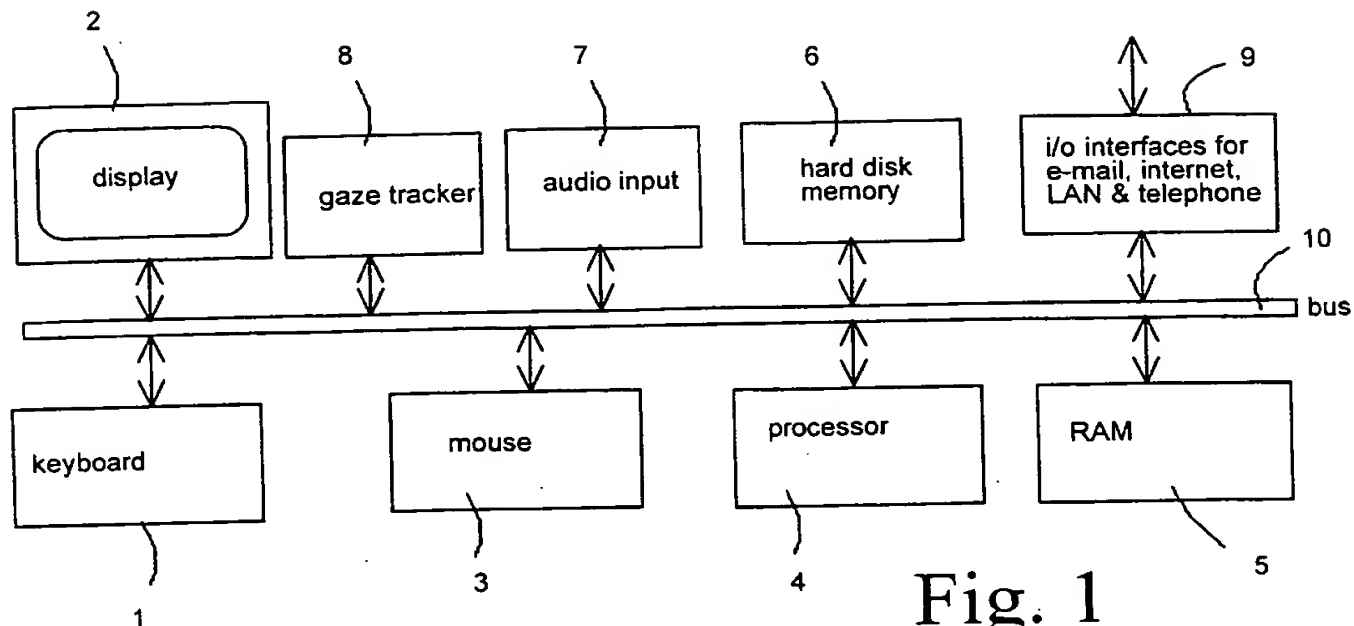 2
8
7
6
9
display
gaze tracker
audio input
hard disk
memory
i/o interfaces for
e-mail, internet,
LAN & telephone
10
bus
keyboard
mouse
processor
RAM
1
3
4
5
Fig. 1